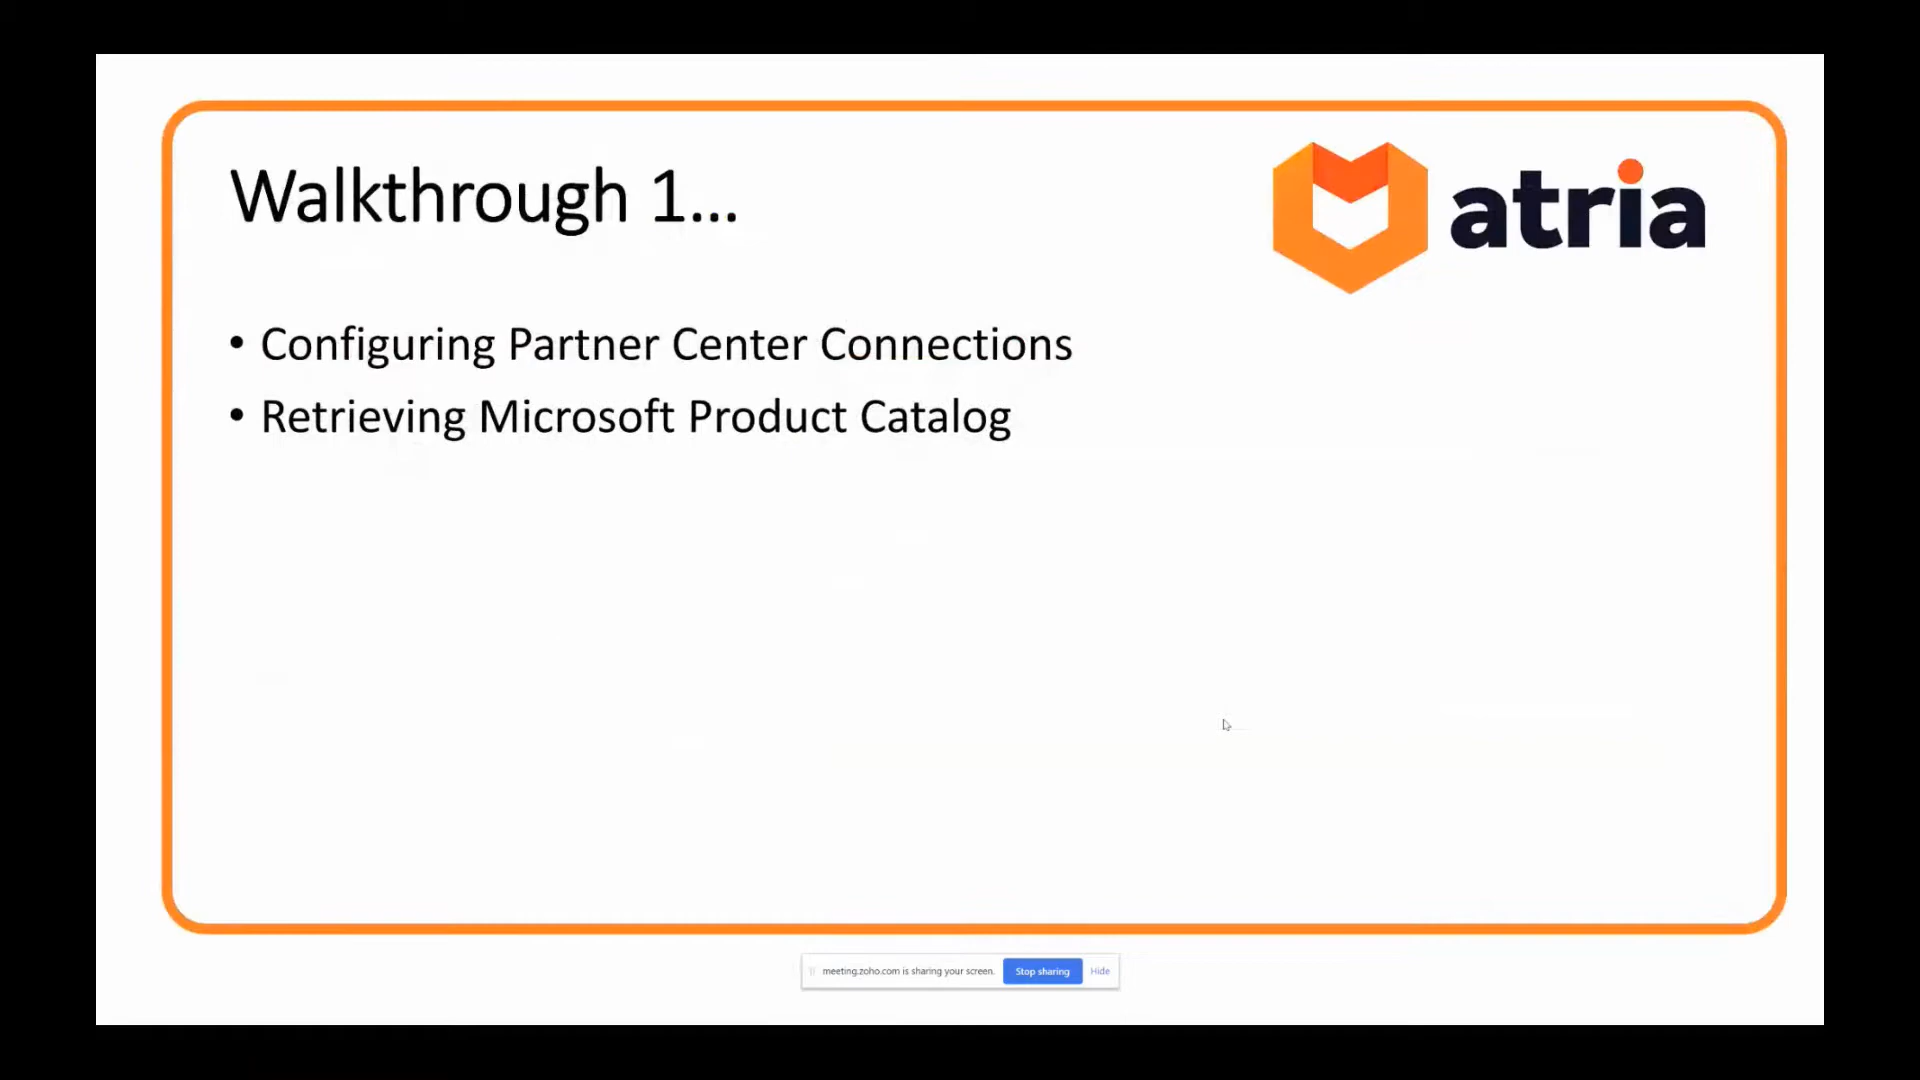 Walkthrough 1...
atria
• Configuring Partner Center Connections
• Retrieving Microsoft Product Catalog
meeting.zoho.com is sharing your screen. Stop sharing Hide